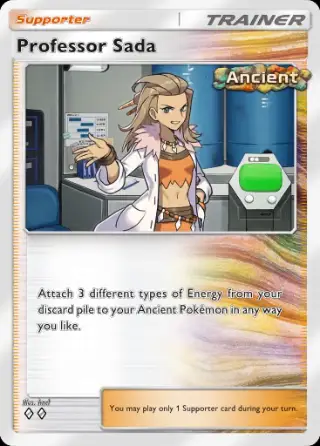 Supporter
TRAINER
Professor Sada
Ancient
Attach 3 different types of Energy from your
discard pile to your Ancient Pokémon in any way
you like.
Illus.
You may play only 1 Supporter card during your turn.